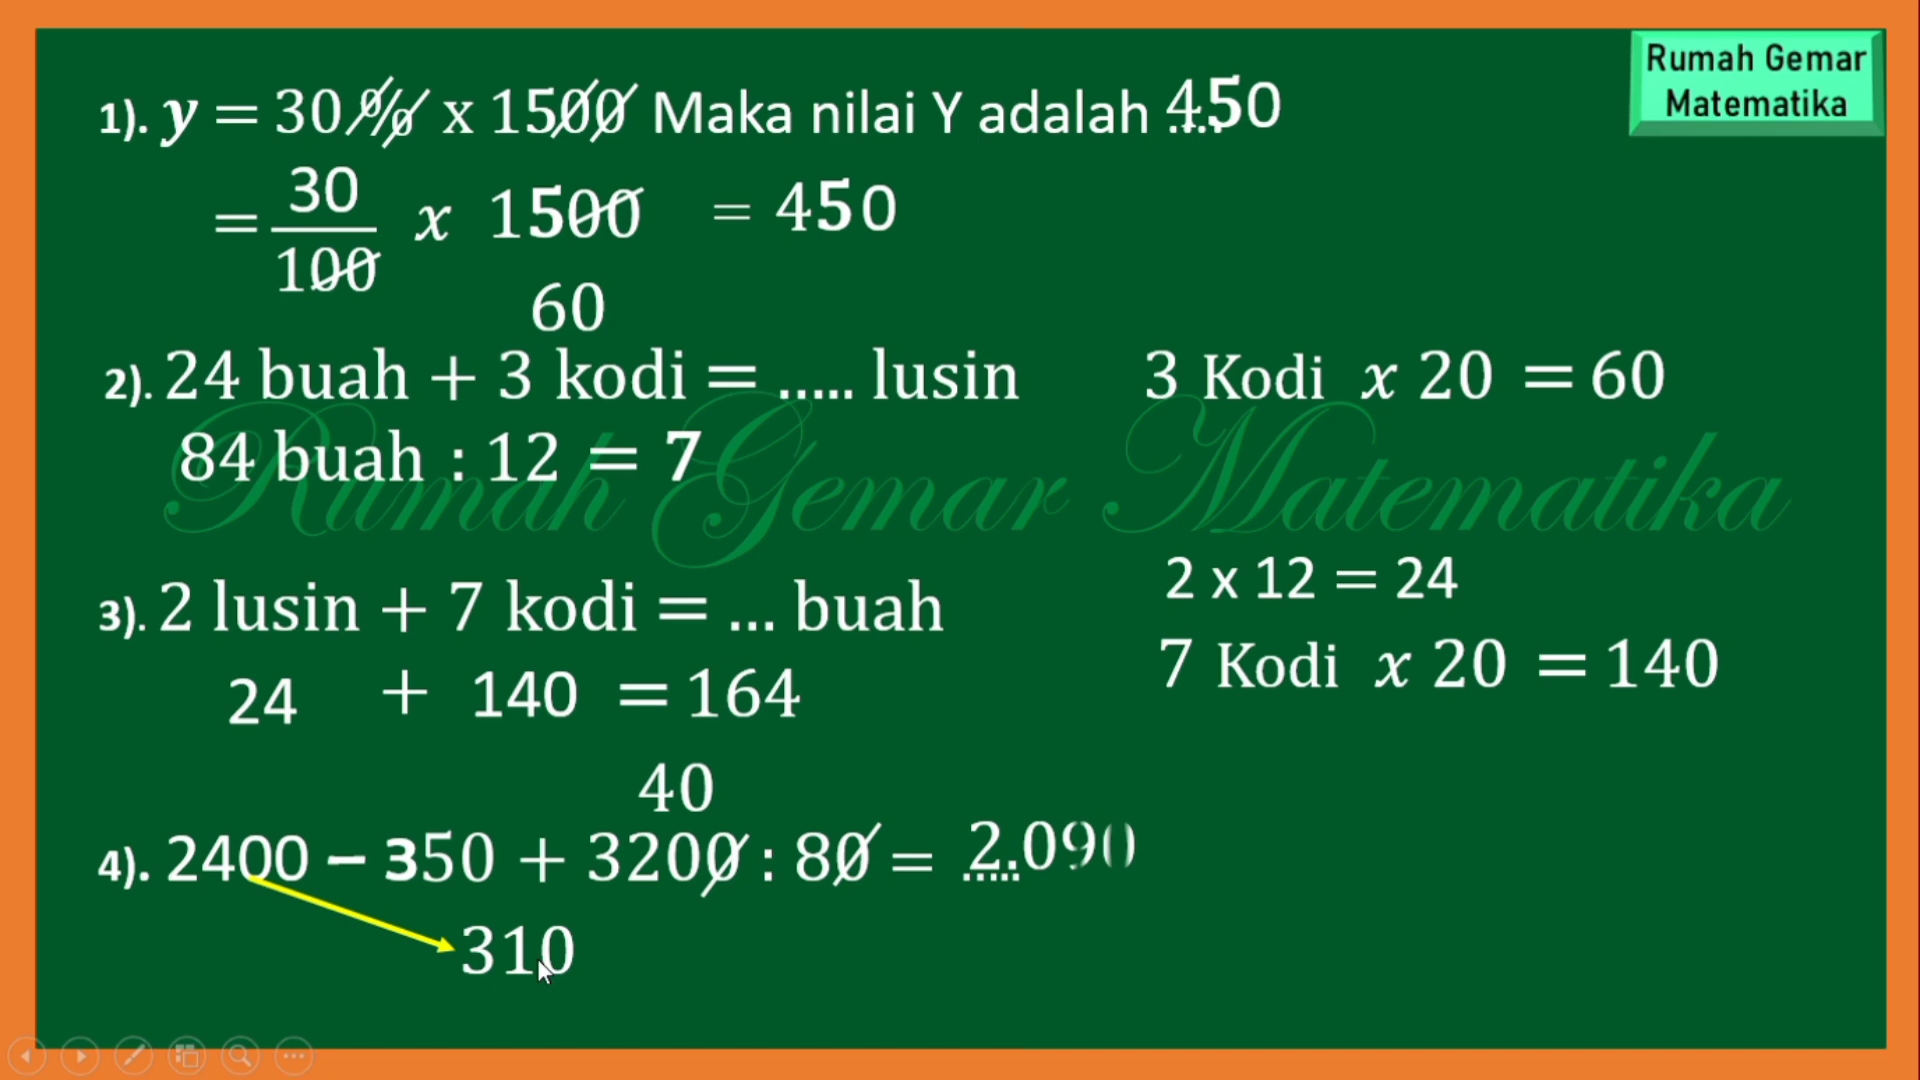 Rumah Gemar
Matematika
1). y = 30% x 1500 Maka nilai Y adalah ....450
= 30/100 x 1500 = 450
60
2). 24 buah + 3 kodi = ..... lusin
3 Kodi x 20 = 60
84 buah : 12 = 7
Rumah Gemar Matematika
3). 2 lusin + 7 kodi = ... buah
2 x 12 = 24
7 Kodi x 20 = 140
24 + 140 = 164
40
4). 2400 – 350 + 3200 : 80 = .....2.090
310